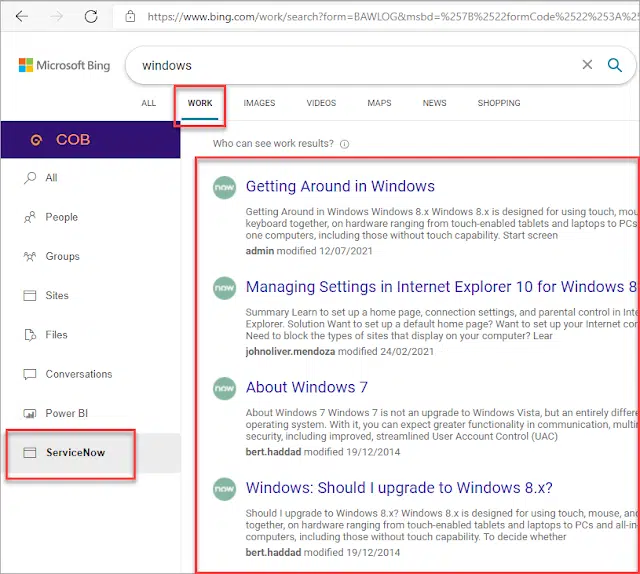 https://www.bing.com/work/search?form=BAWLOG&msbd=%257B%2522formCode%2522%253A%2
Microsoft Bing
windows
ALL WORK IMAGES VIDEOS MAPS NEWS SHOPPING
COB
Who can see work results?
All
People
Groups
Sites
Files
Conversations
Power BI
ServiceNow
now
Getting Around in Windows
Getting Around in Windows Windows 8.x Windows 8.x is designed for using touch, mou
keyboard together, on hardware ranging from touch-enabled tablets and laptops to PCs
one computers, including those without touch capability. Start screen
admin modified 12/07/2021
now
Managing Settings in Internet Explorer 10 for Windows 8
Summary Learn to set up a home page, connection settings, and parental control in Inte
Explorer. Solution Want to set up a default home page? Want to set up your Internet con
Need to block the types of sites that display on your computer? Lear
johnoliver.mendoza modified 24/02/2021
now
About Windows 7
About Windows 7 Windows 7 is not an upgrade to Windows Vista, but an entirely differe
operating system. With it, you can expect greater functionality in communication, multin
security, including improved, streamlined User Account Control (UAC)
bert.haddad modified 19/12/2014
now
Windows: Should I upgrade to Windows 8.x?
Should I upgrade to Windows 8.x? Windows 8.x is designed for using touch, mouse, and
together, on hardware ranging from touch-enabled tablets and laptops to PCs and all-in-
computers, including those without touch capability. To decide whether
bert.haddad modified 19/12/2014